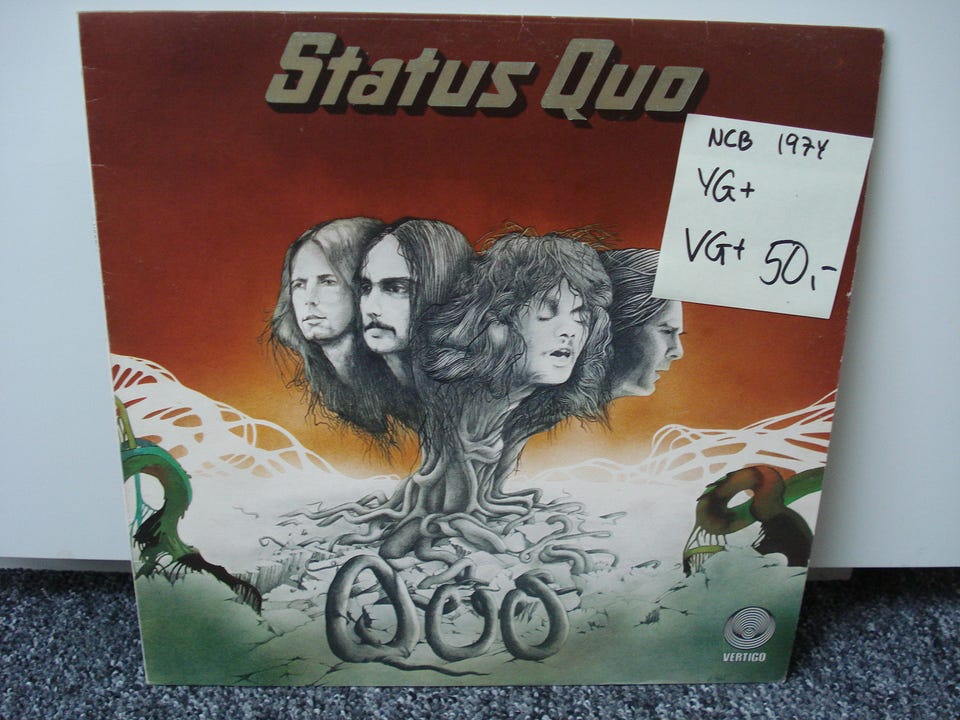 Status Quo
NCB 1974
VG+
VG+ 50,-
Quo
VERTIGO